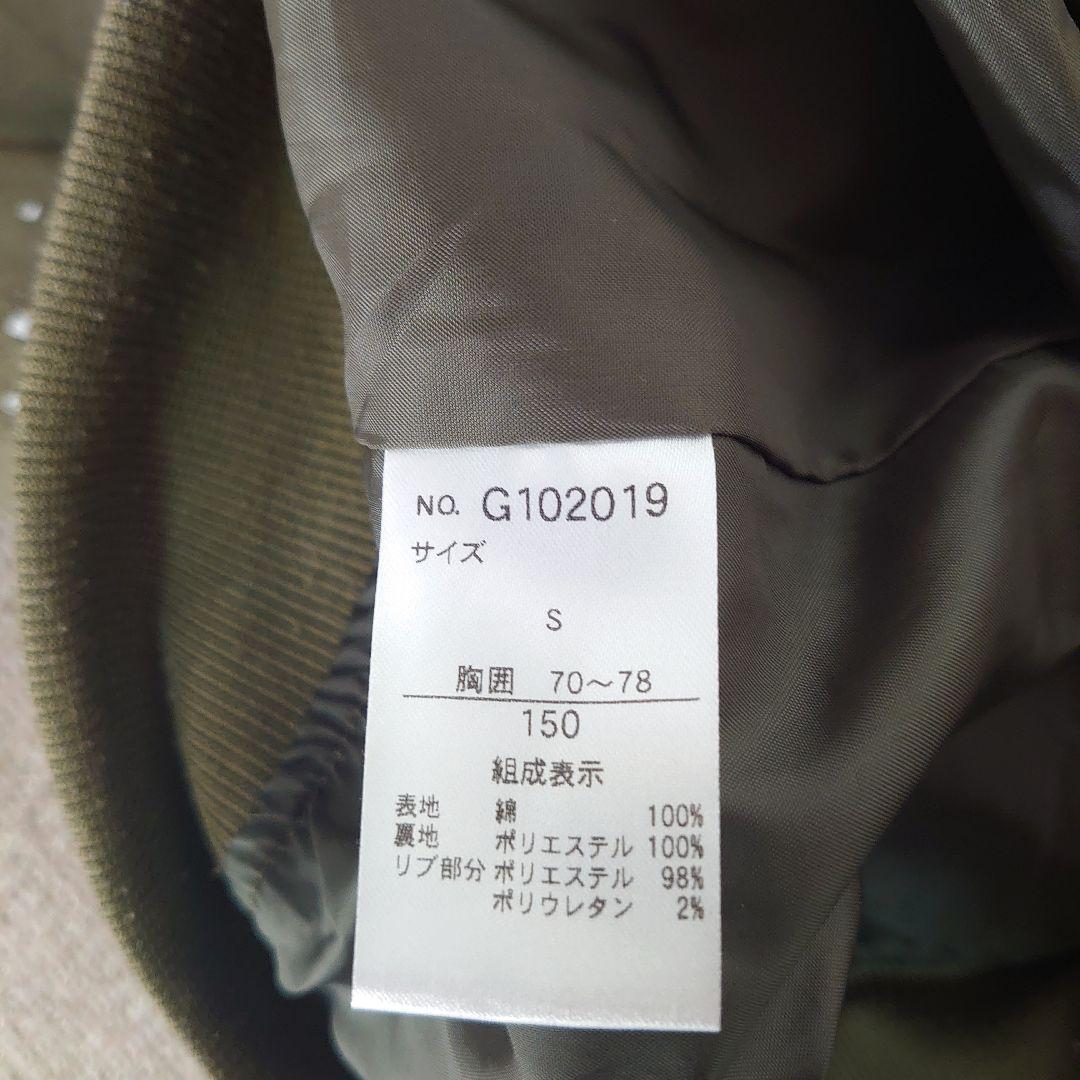 NO. G102019
サイズ
S
胸囲 70～78
150
組成表示
表地 綿 100%
裏地 ポリエステル 100%
リブ部分 ポリエステル 98%
ポリウレタン 2%